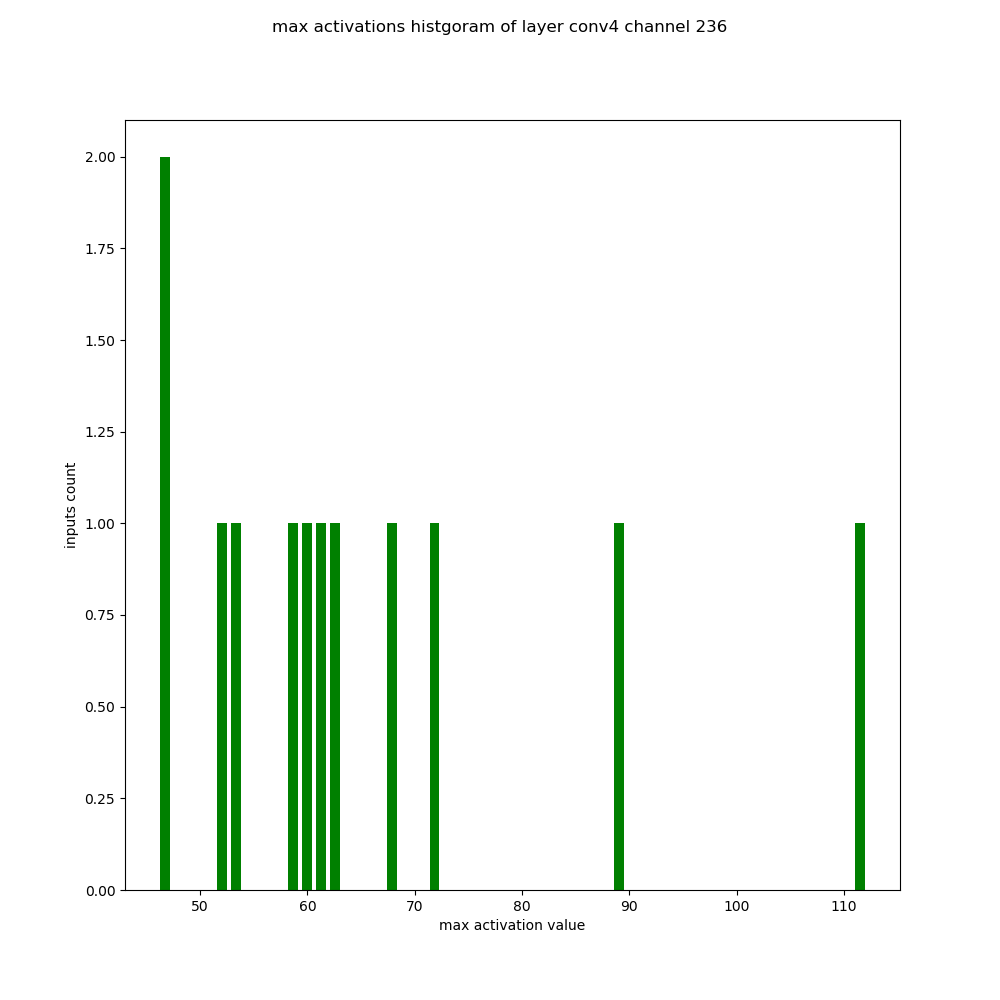 max activations histgoram of layer conv4 channel 236
2.00
1.75
1.50
1.25
1.00
0.75
0.50
0.25
0.00
inputs count
50 60 70 80 90 100 110
max activation value